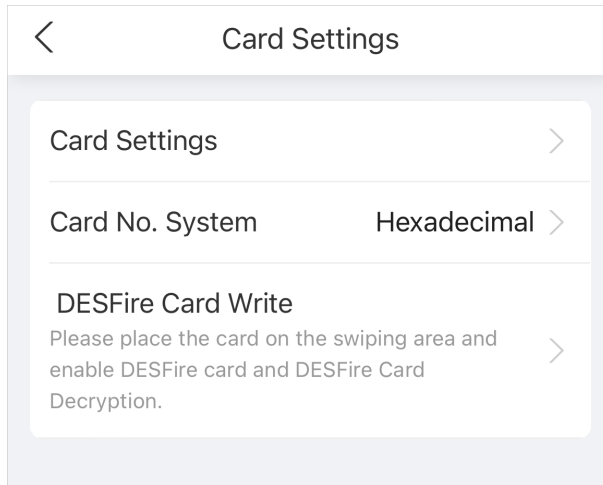 Card Settings
Card Settings
Card No. System Hexadecimal
DESFire Card Write
Please place the card on the swiping area and
enable DESFire card and DESFire Card
Decryption.